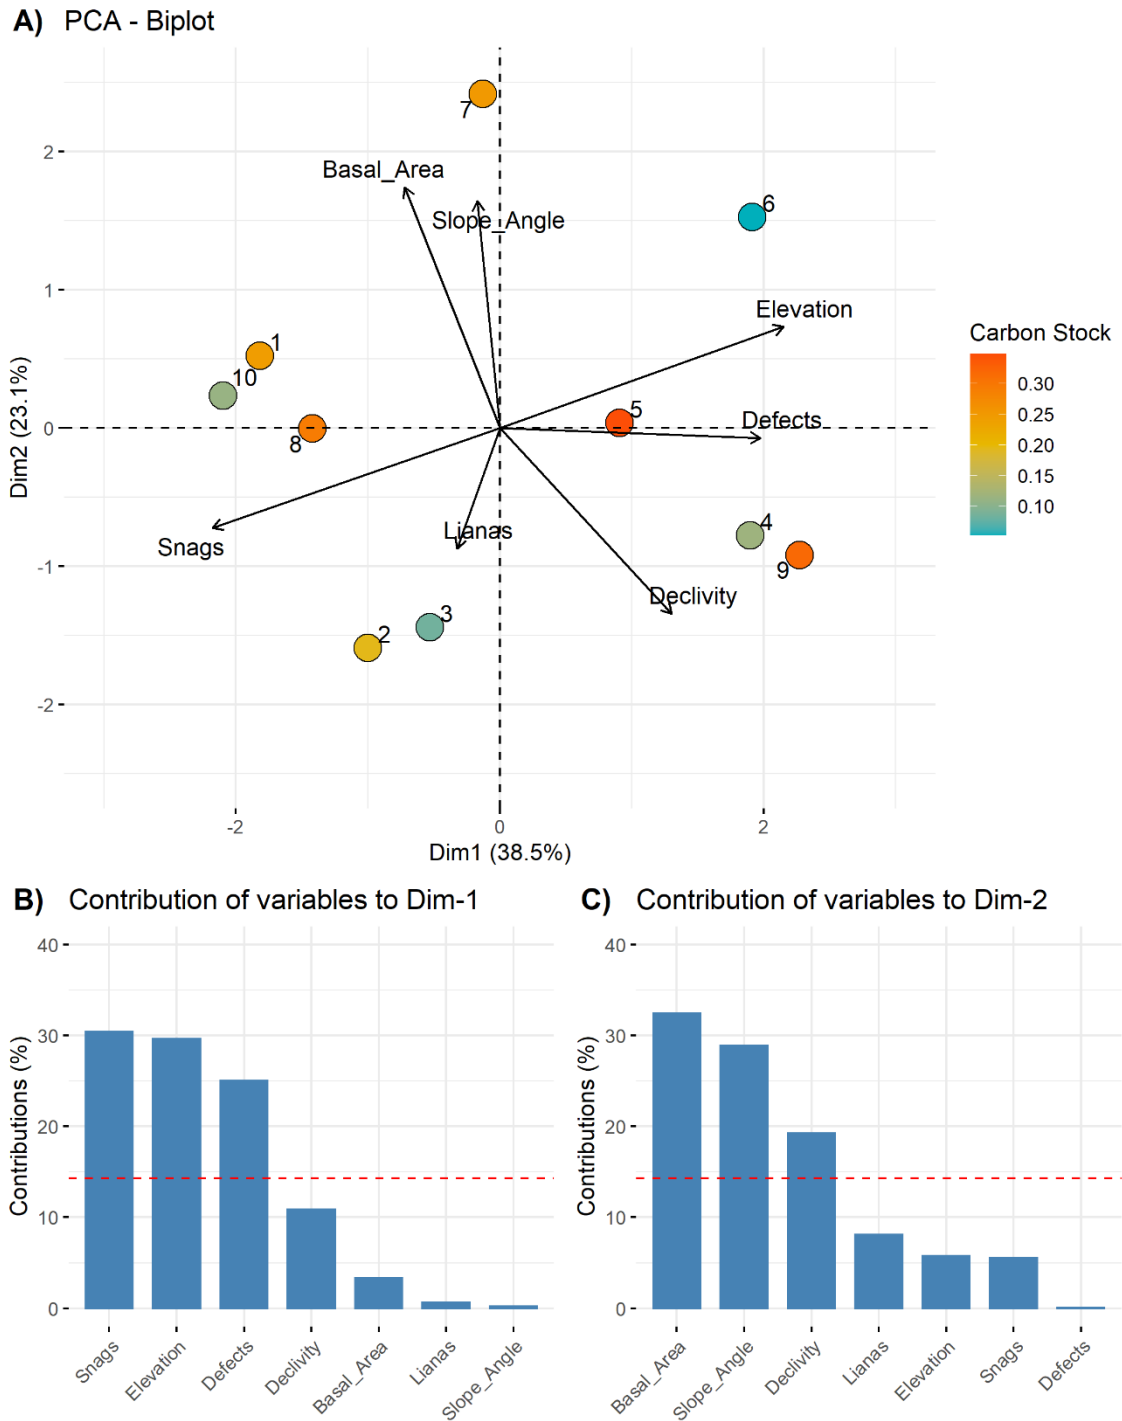 A) PCA - Biplot
7
2
Basal_Area
Slope_Angle
6
1
Elevation
Carbon Stock
1
10
0.30
5
Defects
0.25
0
8
0.20
0.15
Dim2 (23.1%)
Snags
Lianas
4
0.10
-1
9
Declivity
3
2
-2
-2
0
2
Dim1 (38.5%)
B) Contribution of variables to Dim-1
40
30
20
10
0
Contributions (%)
Snags
Elevation
Defects
Declivity
Basal_Area
Lianas
Slope_Angle
C) Contribution of variables to Dim-2
40
30
20
10
0
Contributions (%)
Basal_Area
Slope_Angle
Declivity
Lianas
Elevation
Snags
Defects